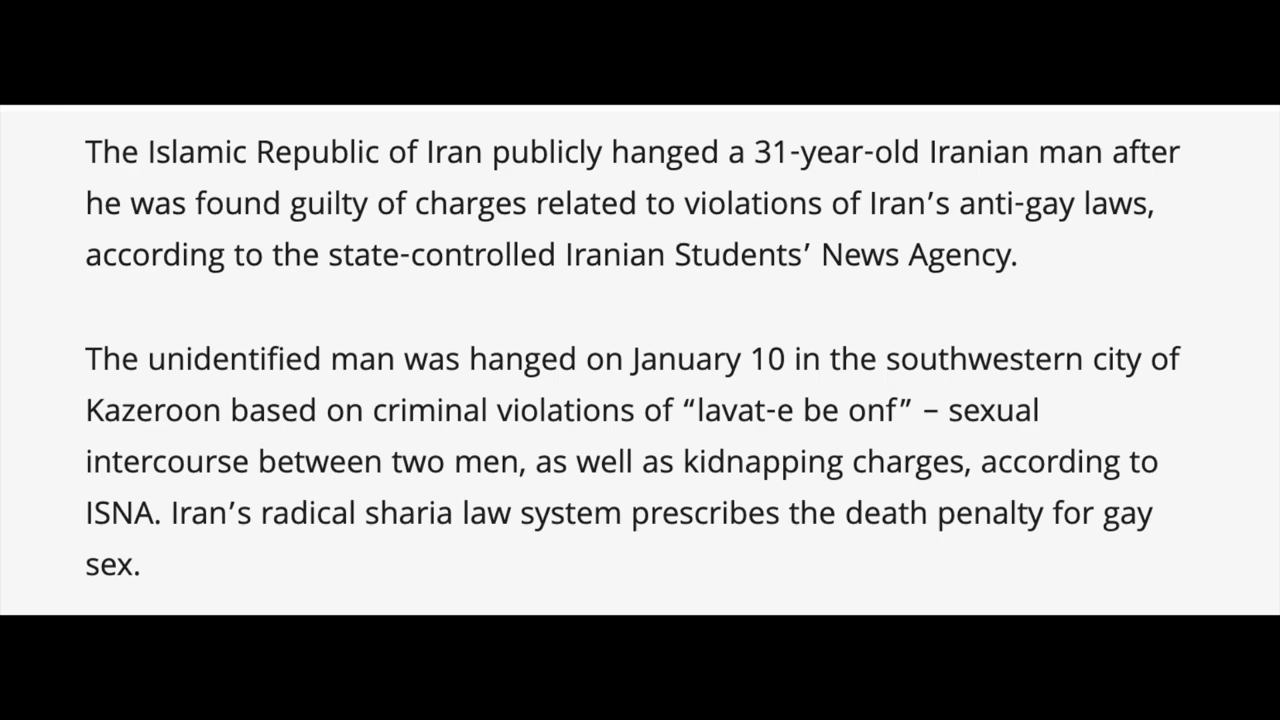 The Islamic Republic of Iran publicly hanged a 31-year-old Iranian man after
he was found guilty of charges related to violations of Iran’s anti-gay laws,
according to the state-controlled Iranian Students’ News Agency.
The unidentified man was hanged on January 10 in the southwestern city of
Kazeroon based on criminal violations of “lavat-e be onf” – sexual
intercourse between two men, as well as kidnapping charges, according to
ISNA. Iran’s radical sharia law system prescribes the death penalty for gay
sex.